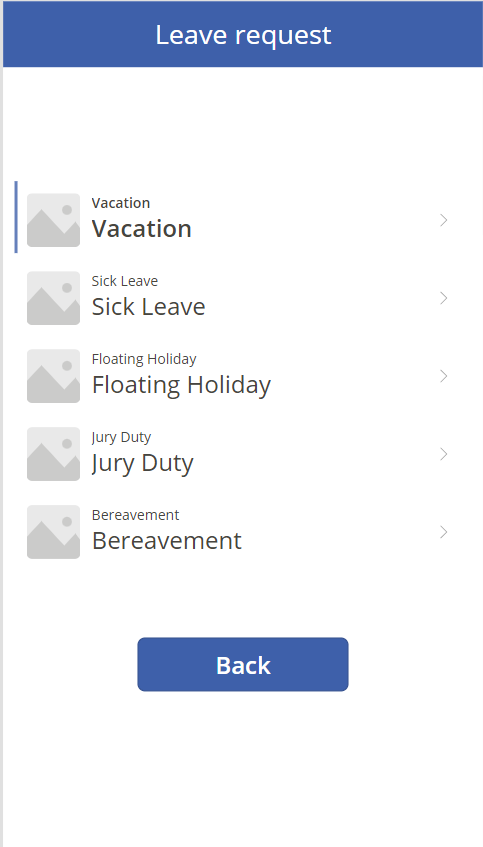 Leave request
Vacation
Vacation
Sick Leave
Sick Leave
Floating Holiday
Floating Holiday
Jury Duty
Jury Duty
Bereavement
Bereavement
Back